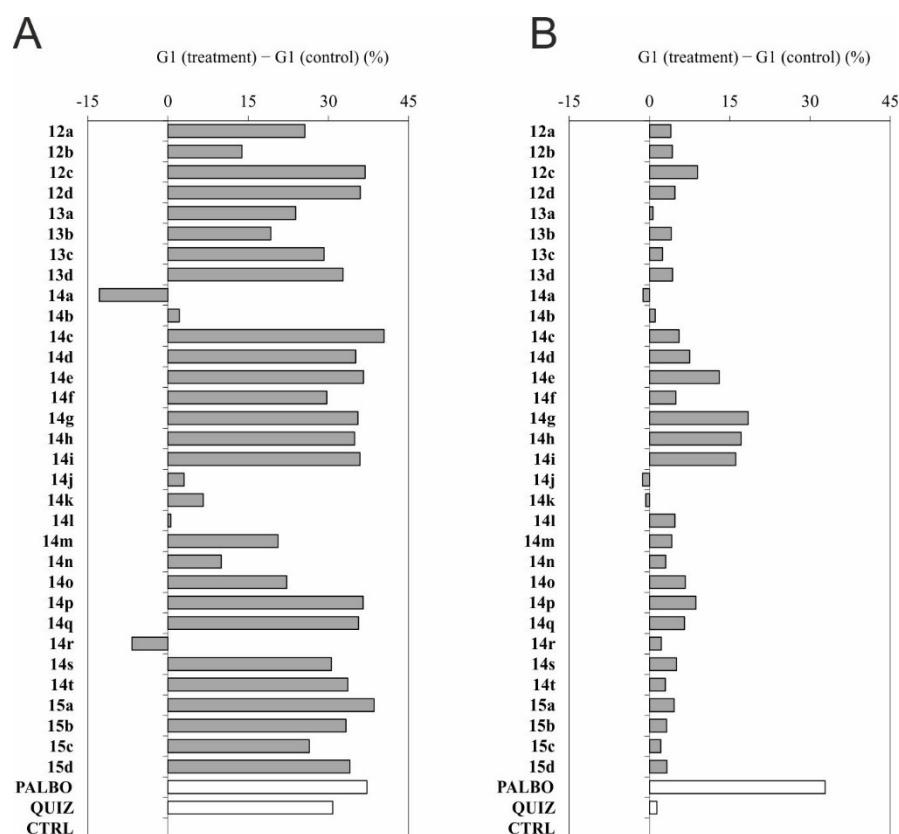 A
G1 (treatment) − G1 (control) (%)
-15 0 15 30 45
12a
12b
12c
12d
13a
13b
13c
13d
14a
14b
14c
14d
14e
14f
14g
14h
14i
14j
14k
14l
14m
14n
14o
14p
14q
14r
14s
14t
15a
15b
15c
15d
PALBO
QUIZ
CTRL
B
G1 (treatment) − G1 (control) (%)
-15 0 15 30 45
12a
12b
12c
12d
13a
13b
13c
13d
14a
14b
14c
14d
14e
14f
14g
14h
14i
14j
14k
14l
14m
14n
14o
14p
14q
14r
14s
14t
15a
15b
15c
15d
PALBO
QUIZ
CTRL